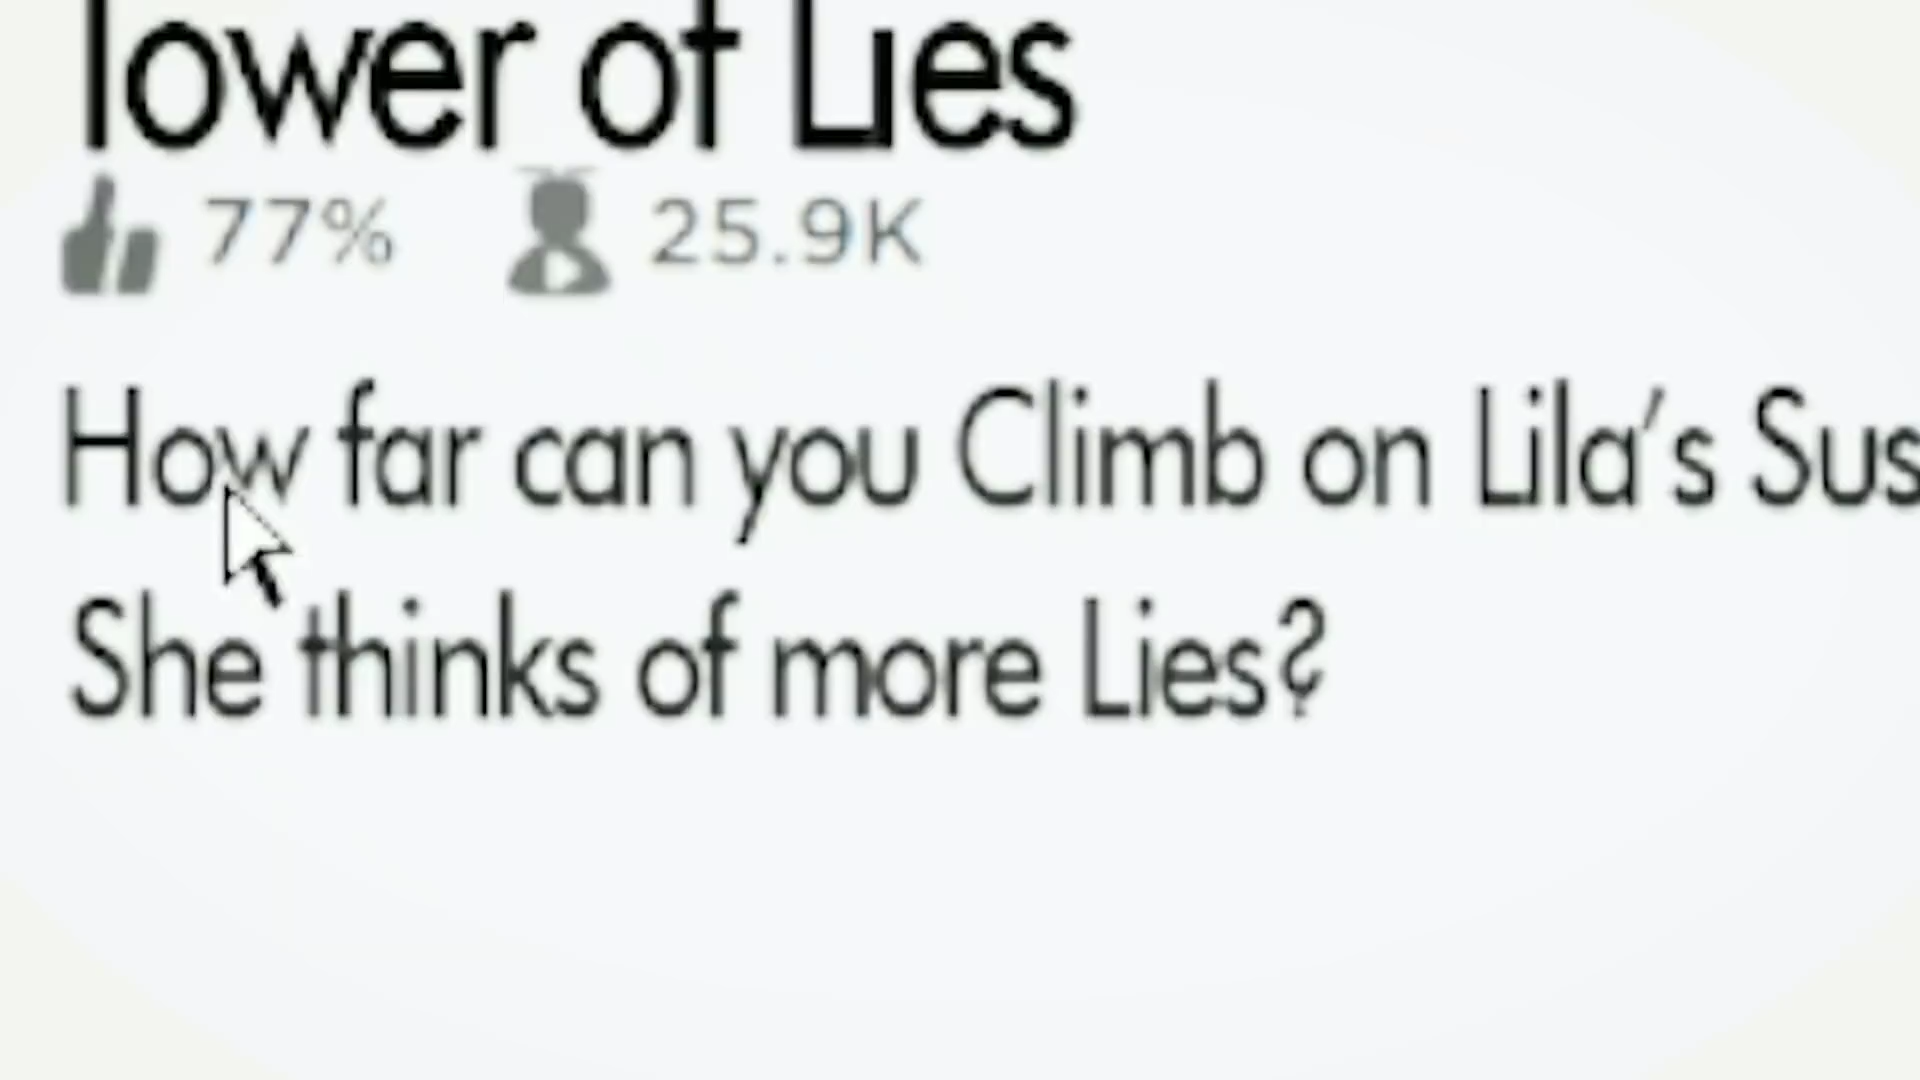 Tower of Lies
77% 25.9K
How far can you Climb on Lila's Sus
She thinks of more Lies?